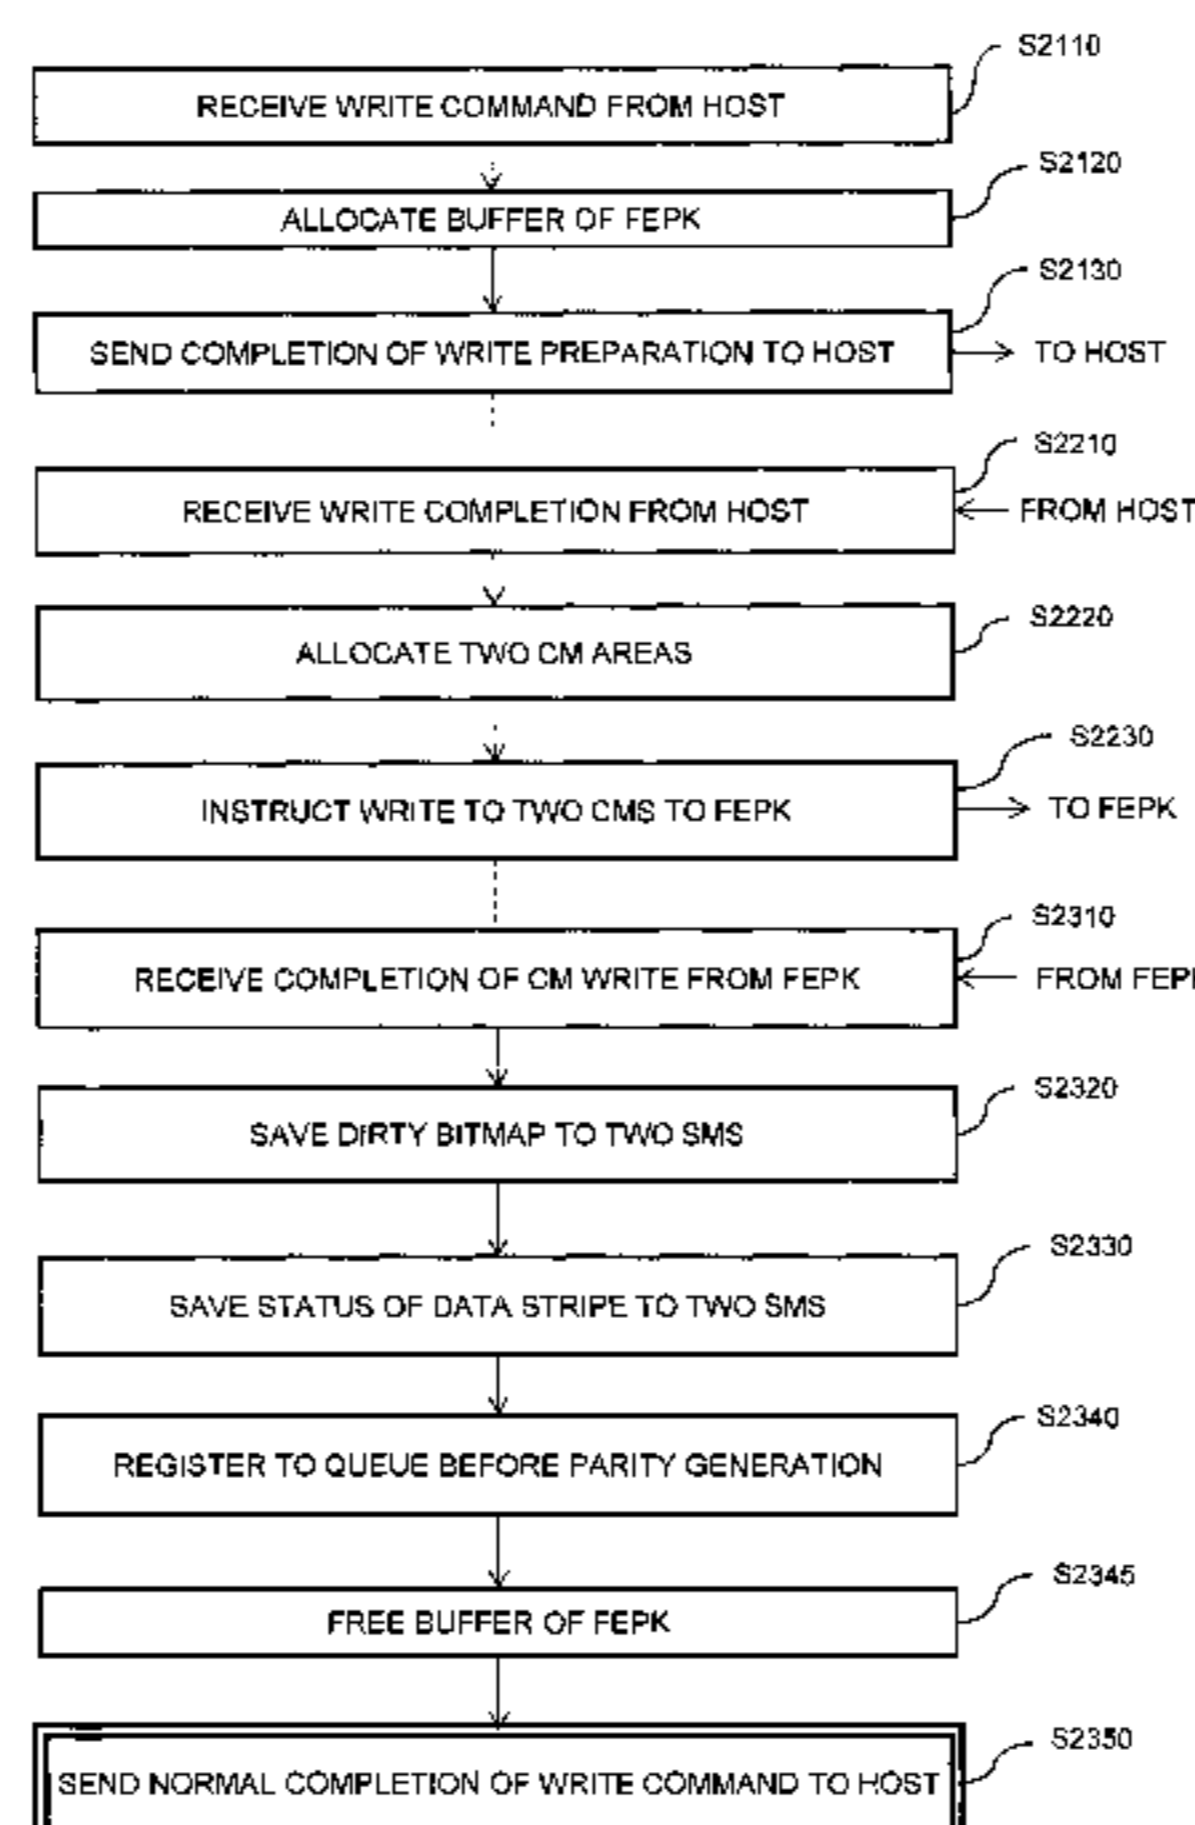 S2110
RECEIVE WRITE COMMAND FROM HOST
S2120
ALLOCATE BUFFER OF FEPK
S2130
SEND COMPLETION OF WRITE PREPARATION TO HOST
TO HOST
S2210
RECEIVE WRITE COMPLETION FROM HOST
FROM HOST
S2220
ALLOCATE TWO CM AREAS
S2230
INSTRUCT WRITE TO TWO CMS TO FEPK
TO FEPK
S2310
RECEIVE COMPLETION OF CM WRITE FROM FEPK
FROM
S2320
SAVE DIRTY BITMAP TO TWO SMS
S2330
SAVE STATUS OF DATA STRIPE TO TWO SMS
S2340
REGISTER TO QUEUE BEFORE PARITY GENERATION
S2345
FREE BUFFER OF FEPK
S2350
SEND NORMAL COMPLETION OF WRITE COMMAND TO HOST